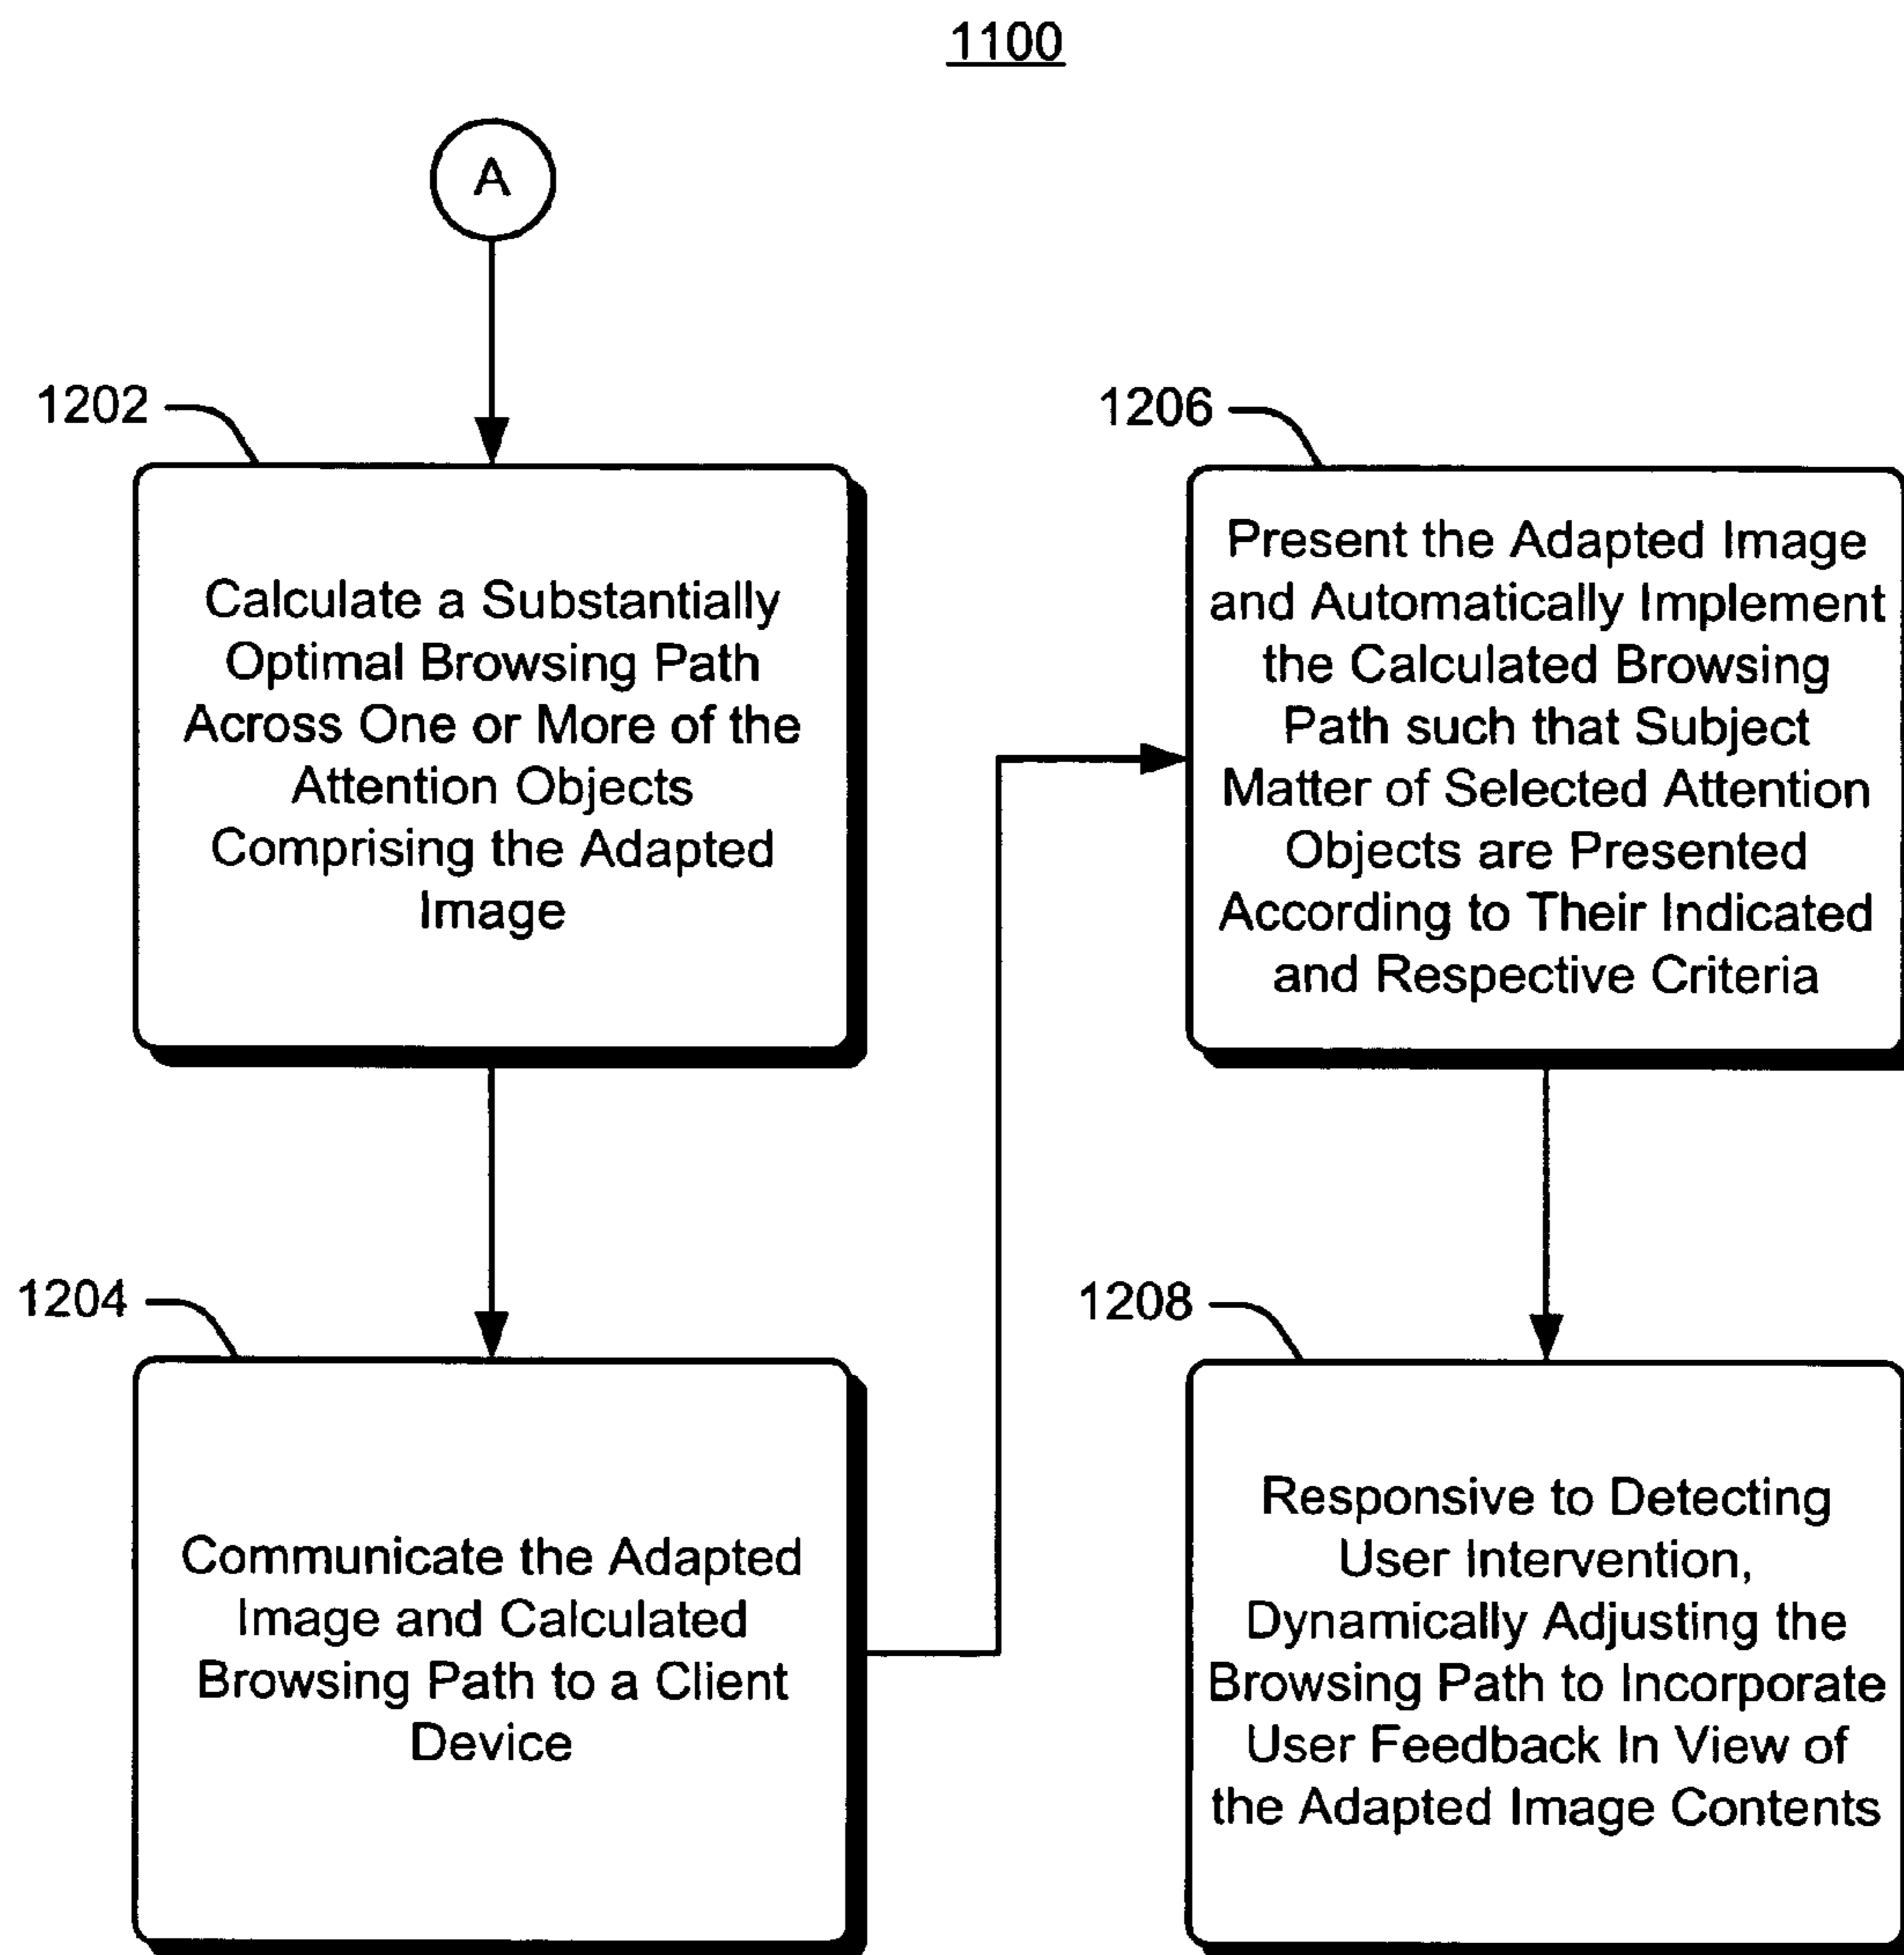 1100
A
1202
Calculate a Substantially
Optimal Browsing Path
Across One or More of the
Attention Objects
Comprising the Adapted
Image
1204
Communicate the Adapted
Image and Calculated
Browsing Path to a Client
Device
1206
Present the Adapted Image
and Automatically Implement
the Calculated Browsing
Path such that Subject
Matter of Selected Attention
Objects are Presented
According to Their Indicated
and Respective Criteria
1208
Responsive to Detecting
User Intervention,
Dynamically Adjusting the
Browsing Path to Incorporate
User Feedback In View of
the Adapted Image Contents